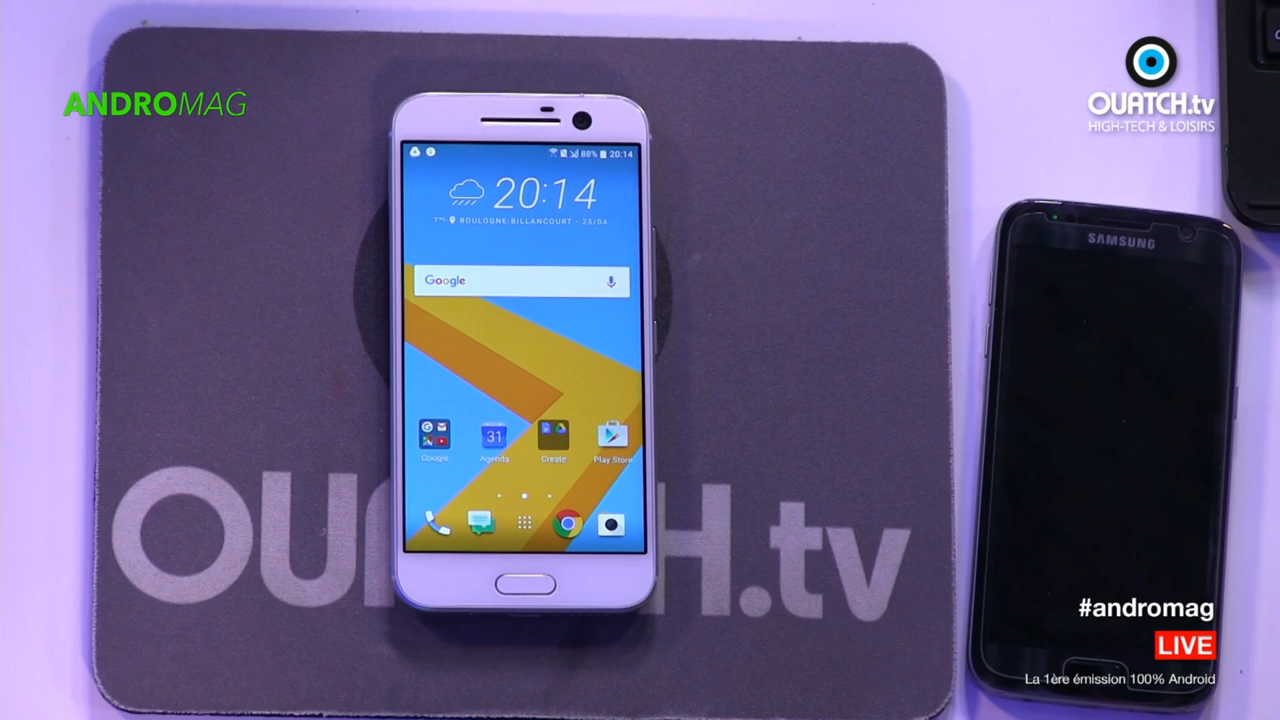 ANDROMAG
OUATCH.tv
HIGH-TECH & LOISIRS
88% 20:14
20:14
7°C BOULOGNE-BILLANCOURT - 25/04
Google
SAMSUNG
31
Google Agenda Create Play Store
OU H.tv
#andromag
LIVE
La 1ère émission 100% Android